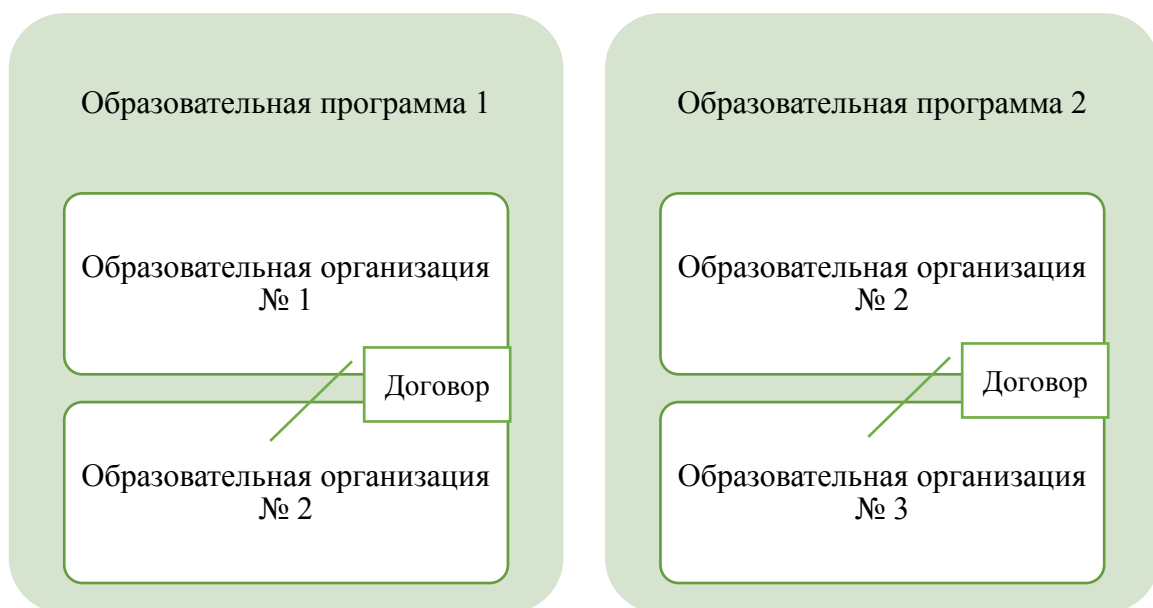 Образовательная программа 1
Образовательная организация
№ 1
Договор
Образовательная организация
№ 2
Образовательная программа 2
Образовательная организация
№ 2
Договор
Образовательная организация
№ 3